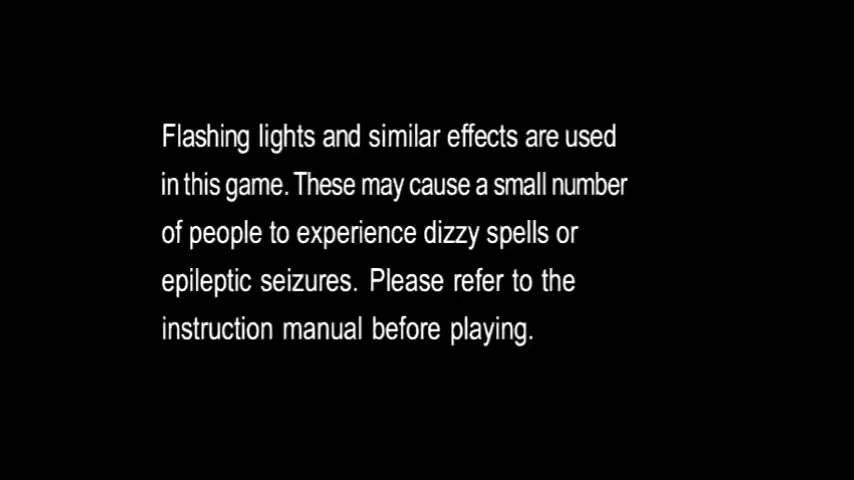 Flashing lights and similar effects are used
in this game. These may cause a small number
of people to experience dizzy spells or
epileptic seizures. Please refer to the
instruction manual before playing.